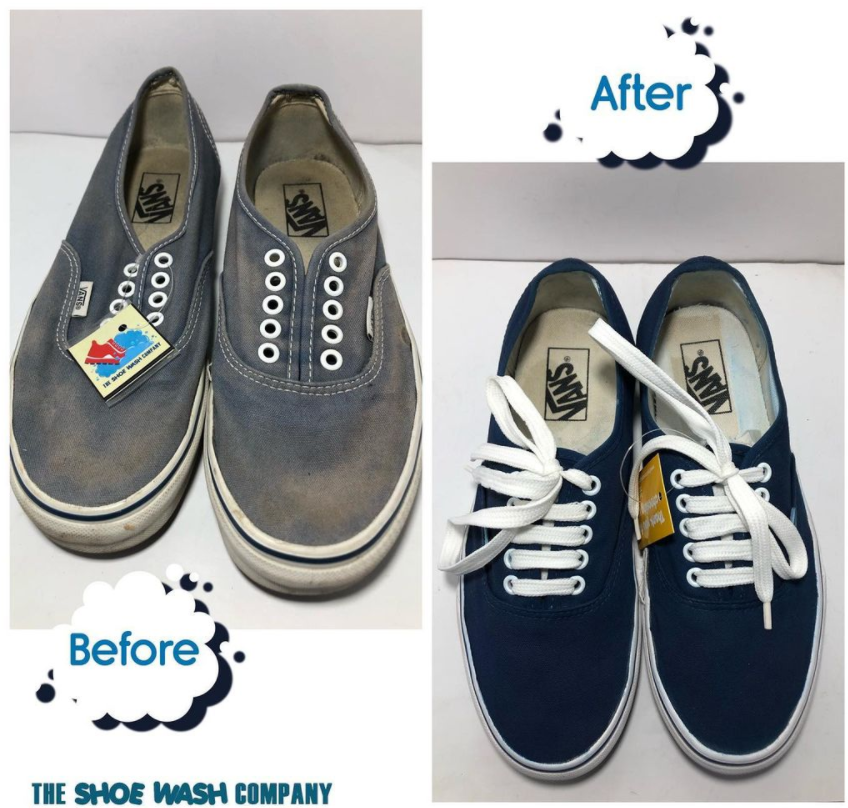 After
VANS
VANS
VANS
THE SHOE WASH COMPANY
VANS
VANS
Before
THE SHOE WASH COMPANY